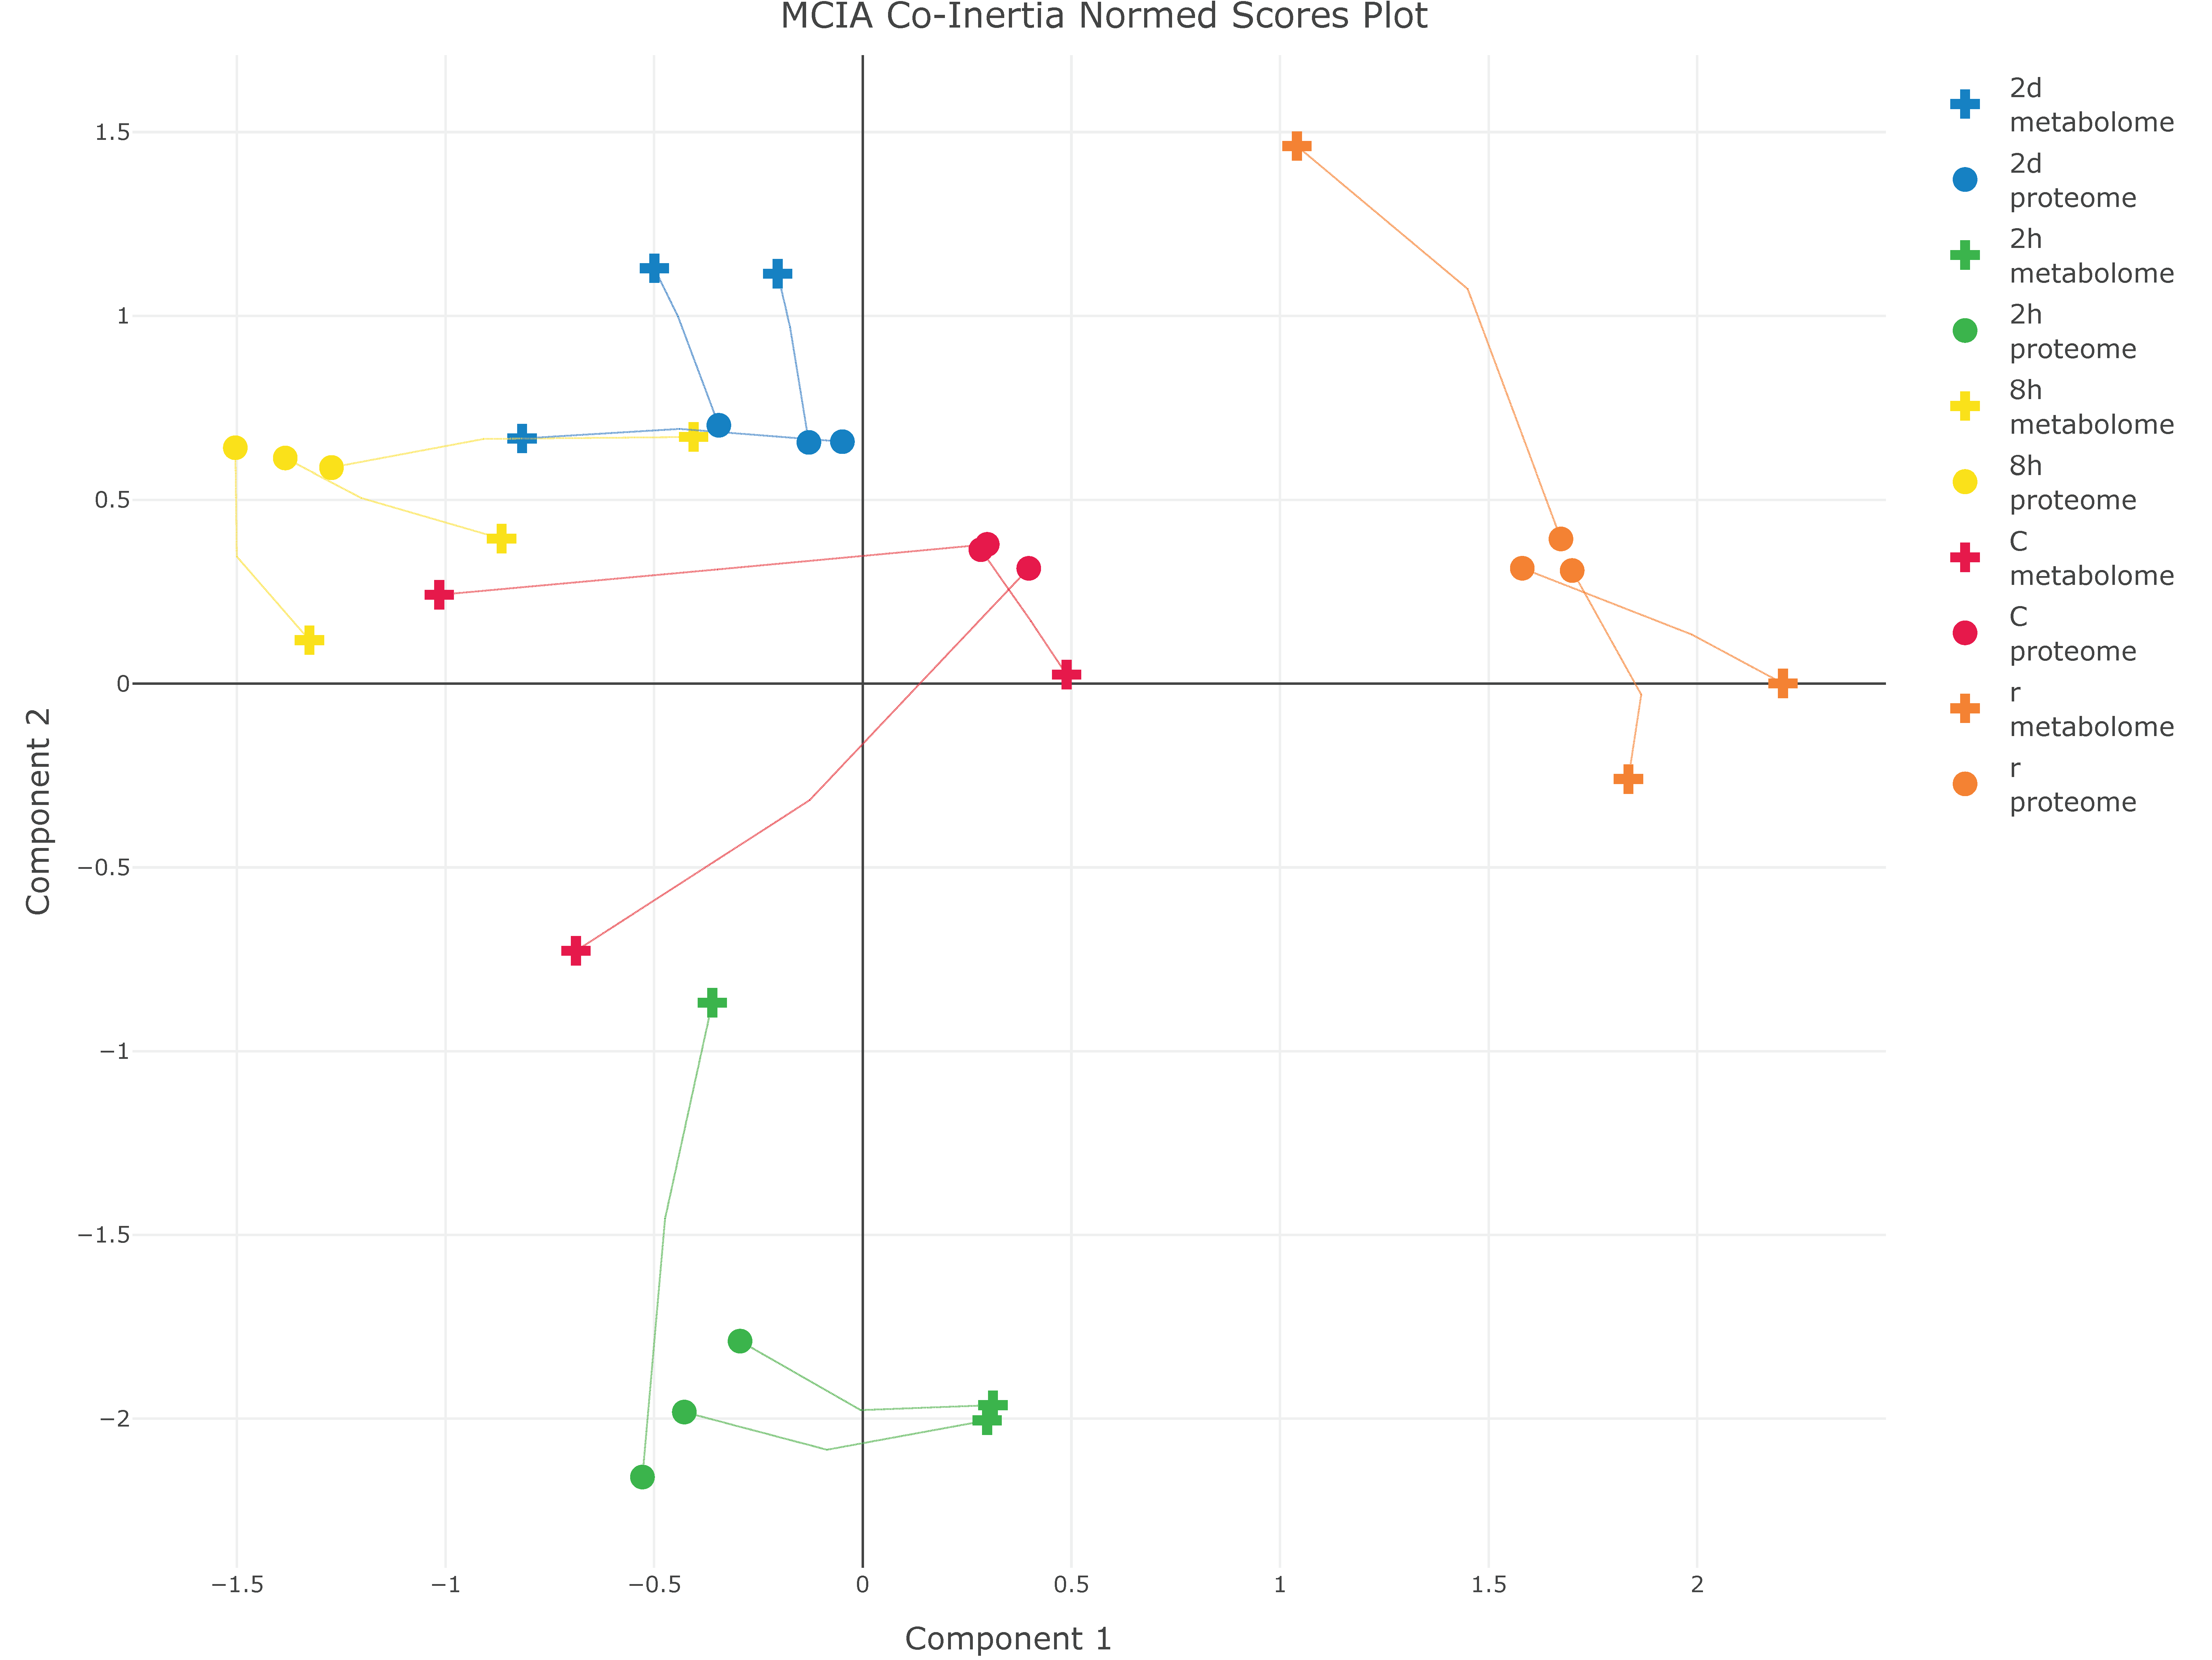 MCIA Co-Inertia Normed Scores Plot
2d
metabolome
2d
proteome
2h
metabolome
2h
proteome
8h
metabolome
8h
proteome
C
metabolome
C
proteome
r
metabolome
r
proteome
1.5
1
0.5
0
−0.5
−1
−1.5
−2
Component 2
−1.5
−1
−0.5
0
0.5
1
1.5
2
Component 1